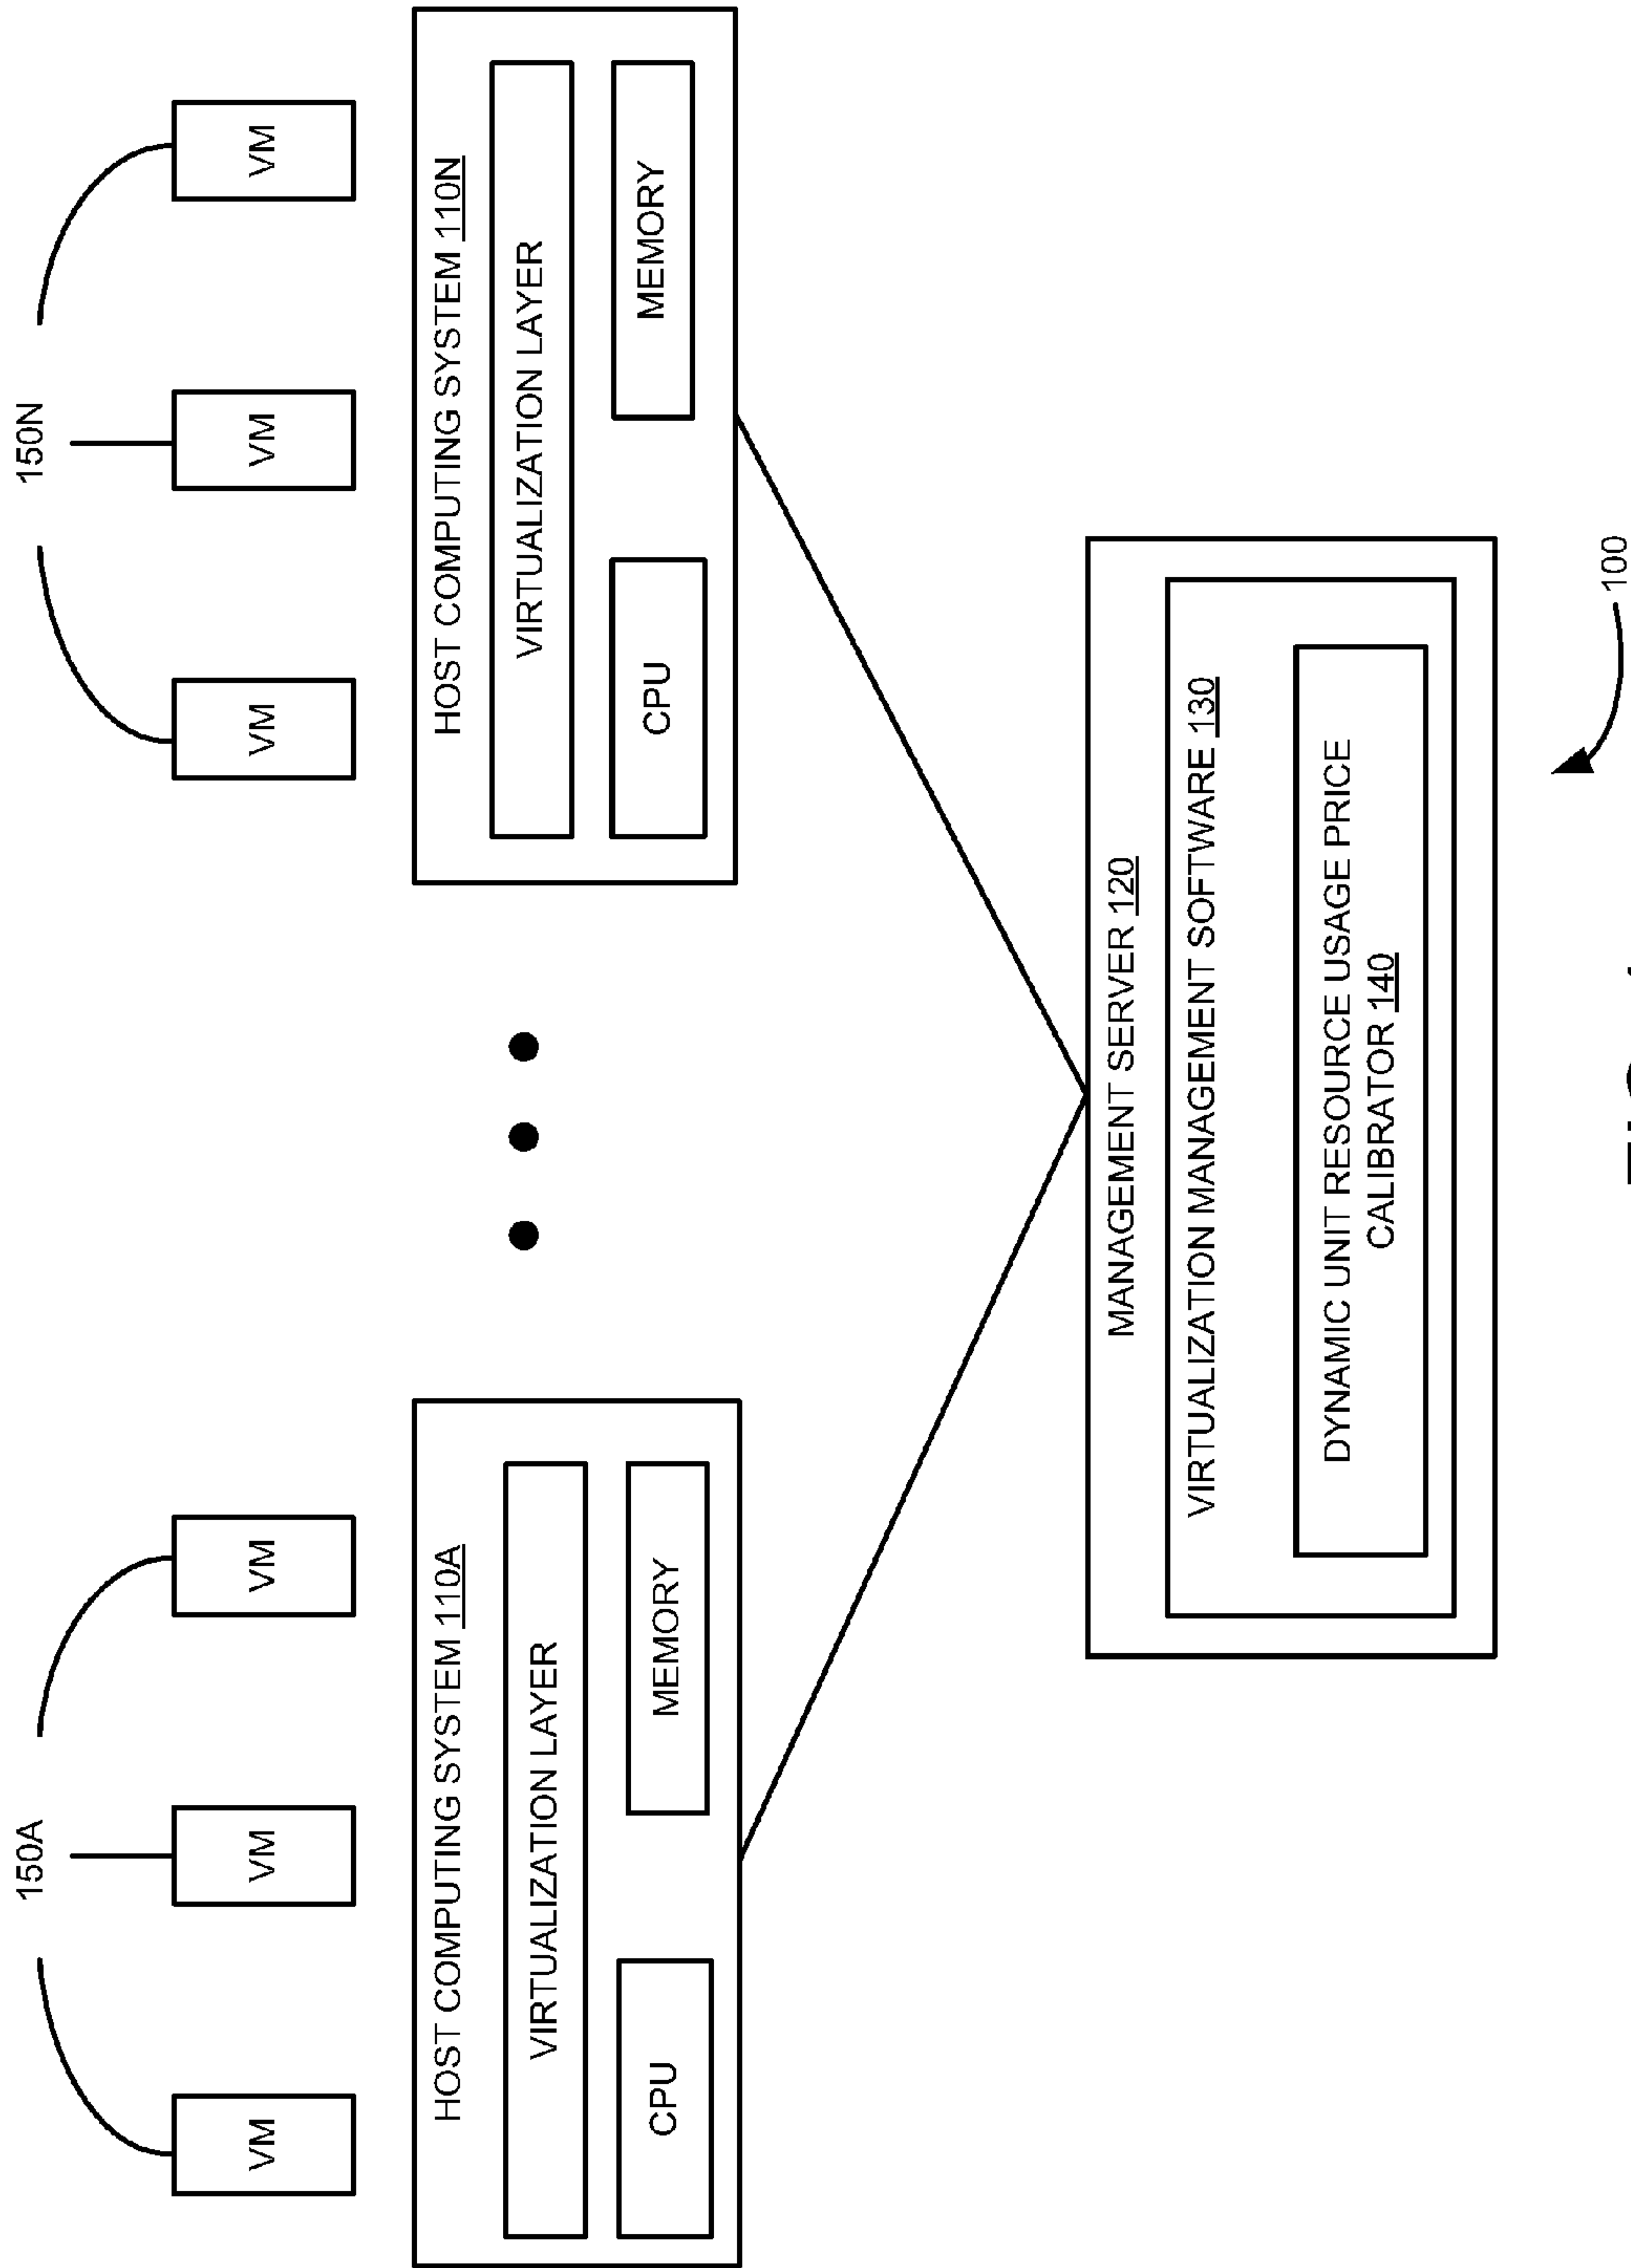 150A
150N
VM
VM
VM
VM
VM
VM
HOST COMPUTING SYSTEM 110A
HOST COMPUTING SYSTEM 110N
VIRTUALIZATION LAYER
VIRTUALIZATION LAYER
CPU
MEMORY
CPU
MEMORY
MANAGEMENT SERVER 120
VIRTUALIZATION MANAGEMENT SOFTWARE 130
DYNAMIC UNIT RESOURCE USAGE PRICE
CALIBRATOR 140
100